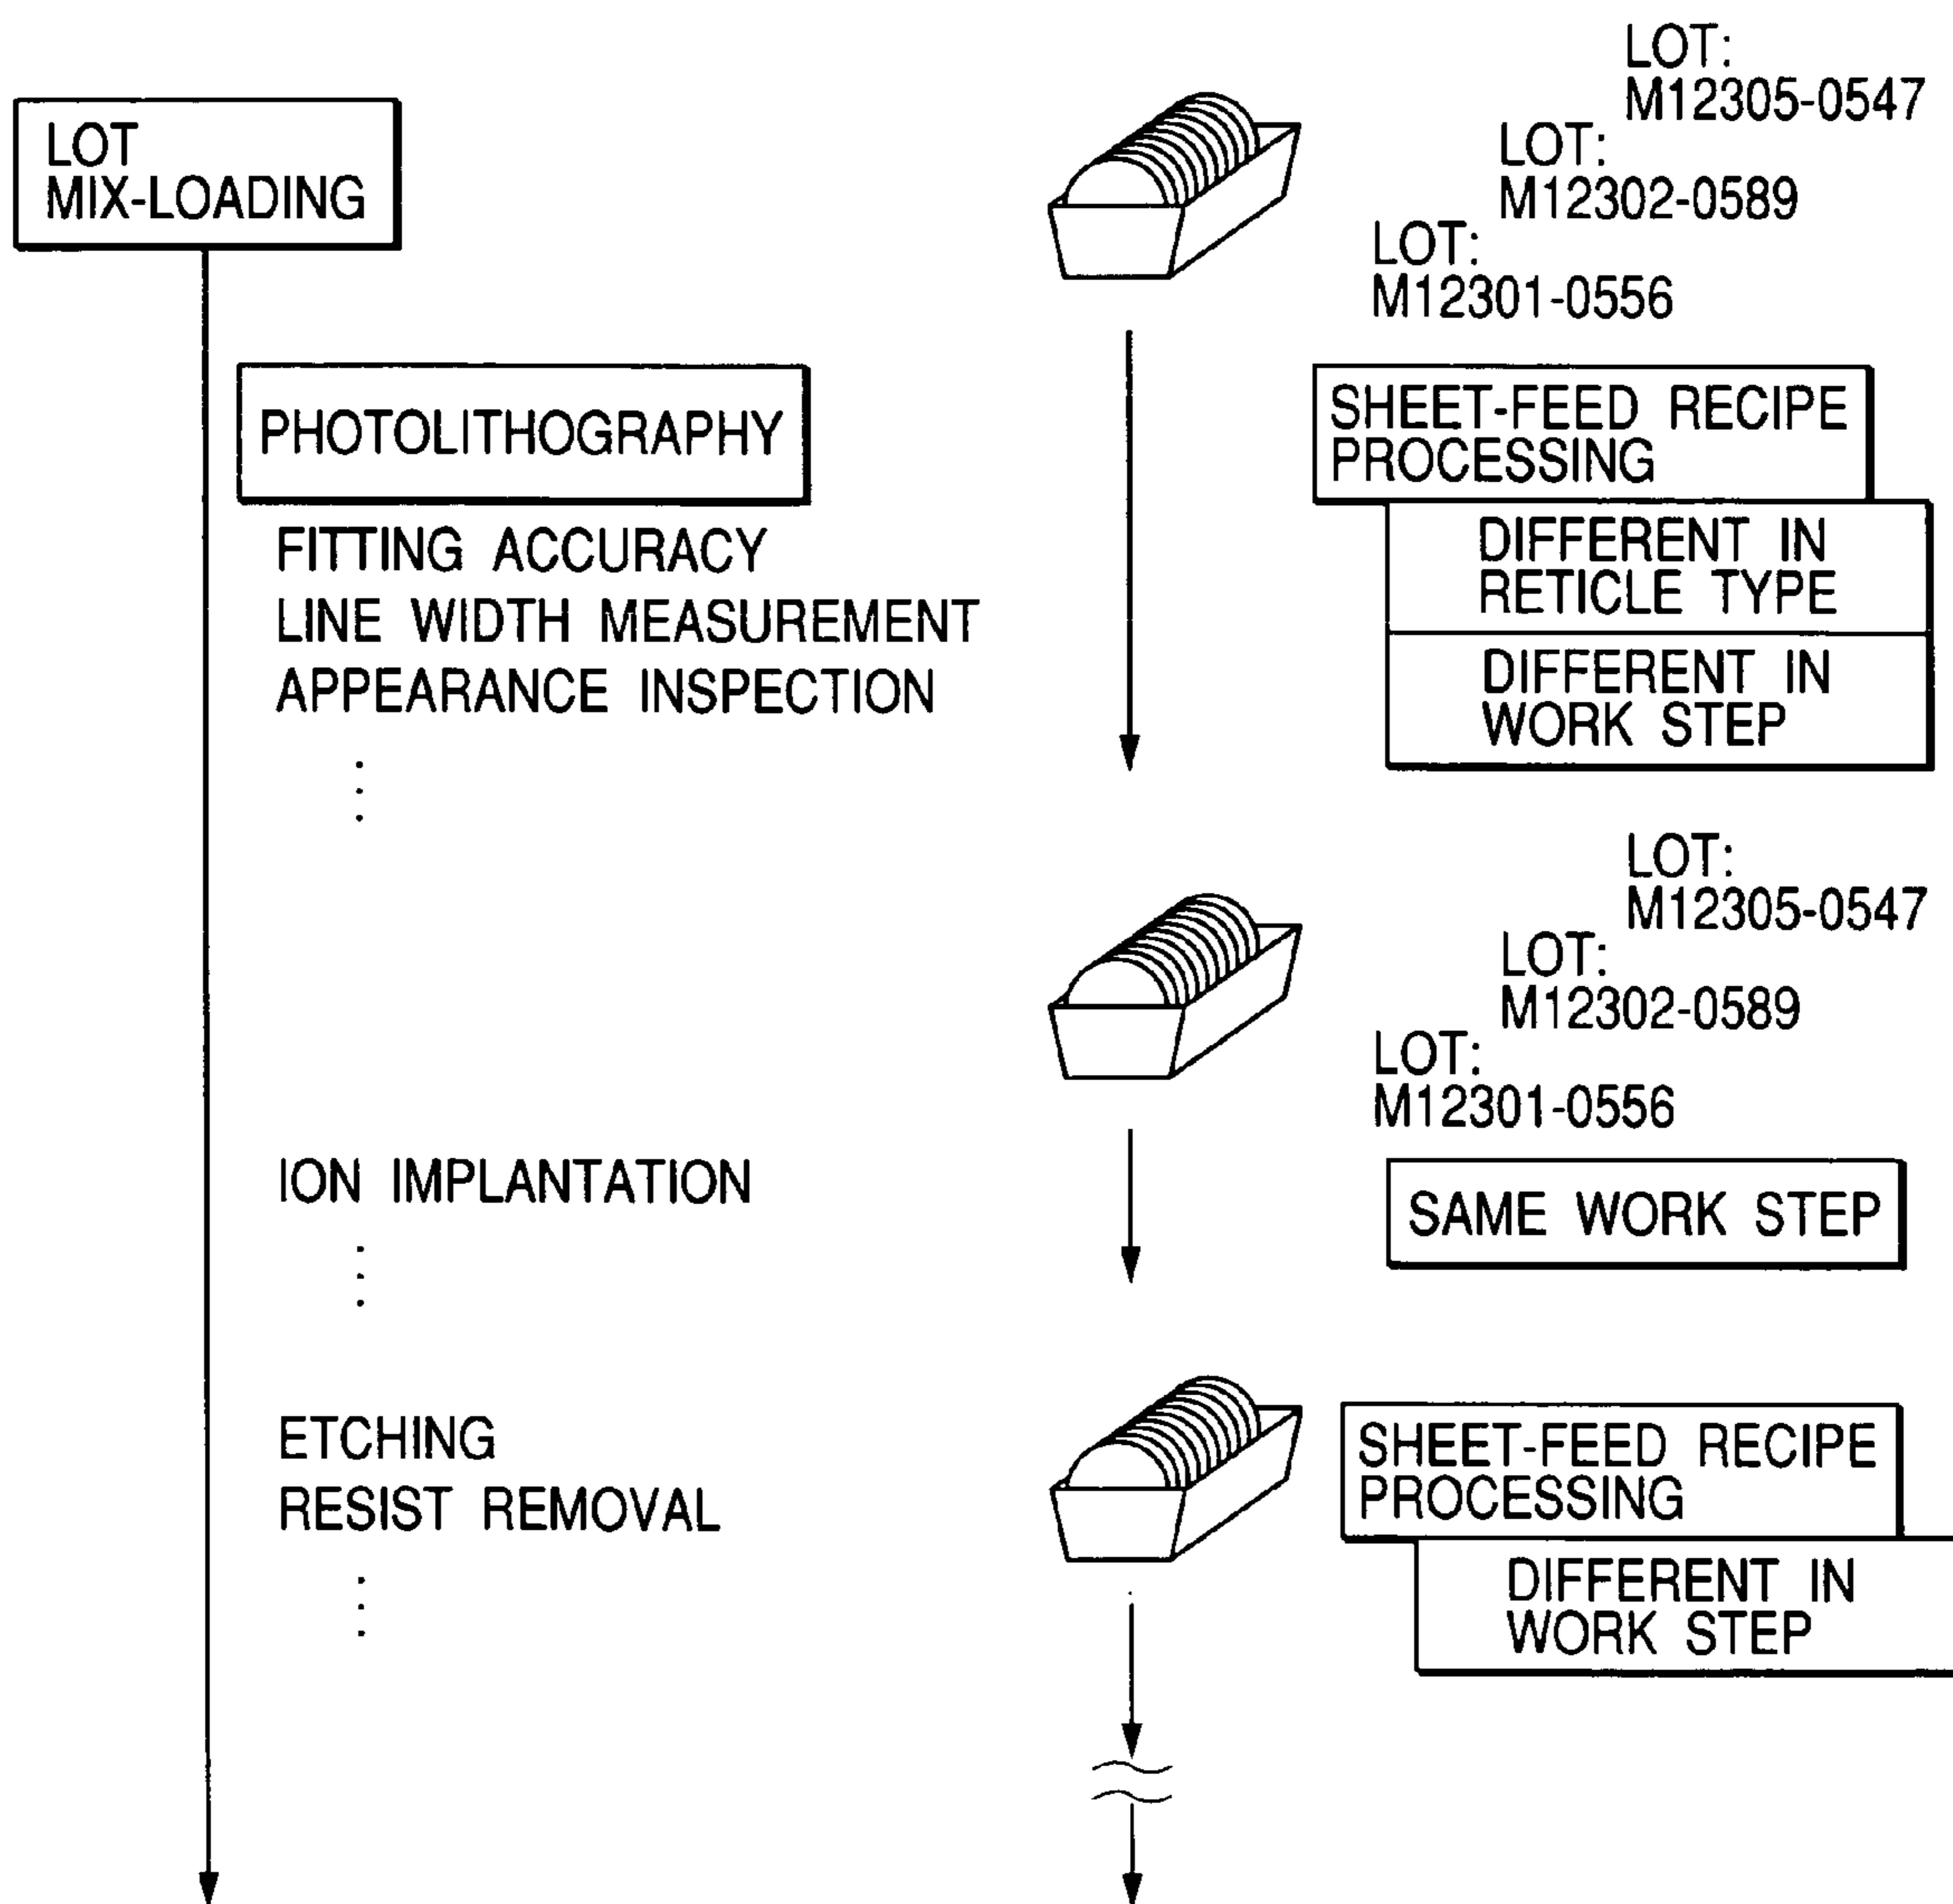 LOT
MIX-LOADING
LOT:
M12305-0547
LOT:
M12302-0589
LOT:
M12301-0556
PHOTOLITHOGRAPHY
FITTING ACCURACY
LINE WIDTH MEASUREMENT
APPEARANCE INSPECTION
SHEET-FEED RECIPE
PROCESSING
DIFFERENT IN
RETICLE TYPE
DIFFERENT IN
WORK STEP
LOT:
M12305-0547
LOT:
M12302-0589
LOT:
M12301-0556
ION IMPLANTATION
SAME WORK STEP
ETCHING
RESIST REMOVAL
SHEET-FEED RECIPE
PROCESSING
DIFFERENT IN
WORK STEP